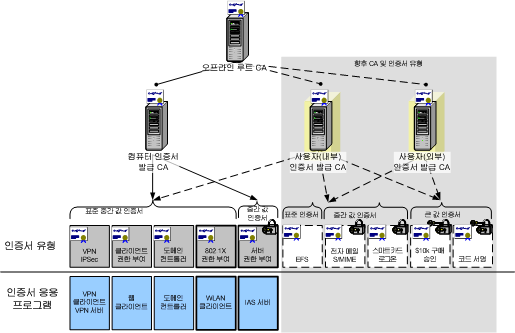 오프라인 루트 CA
향후 CA 및 인증서 유형
컴퓨터 인증서
발급 CA
사용자(내부)
인증서 발급 CA
사용자(외부)
인증서 발급 CA
표준 중간 값 인증서
중간 값
인증서
표준 인증서
중간 값 인증서
큰 값 인증서
인증서 유형
VPN
IPSec
클라이언트
권한 부여
도메인
컨트롤러
802.1X
권한 부여
서버
권한 부여
EFS
전자 메일
S/MIME
스마트카드
로그온
$10k 구매
승인
코드 서명
인증서 응용
프로그램
VPN
클라이언트
VPN 서버
웹
클라이언트
도메인
컨트롤러
WLAN
클라이언트
IAS 서버